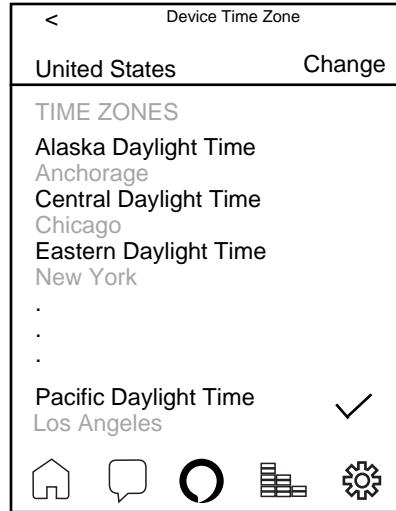 < Device Time Zone
United States Change
TIME ZONES
Alaska Daylight Time
Anchorage
Central Daylight Time
Chicago
Eastern Daylight Time
New York
.
.
.
Pacific Daylight Time
Los Angeles